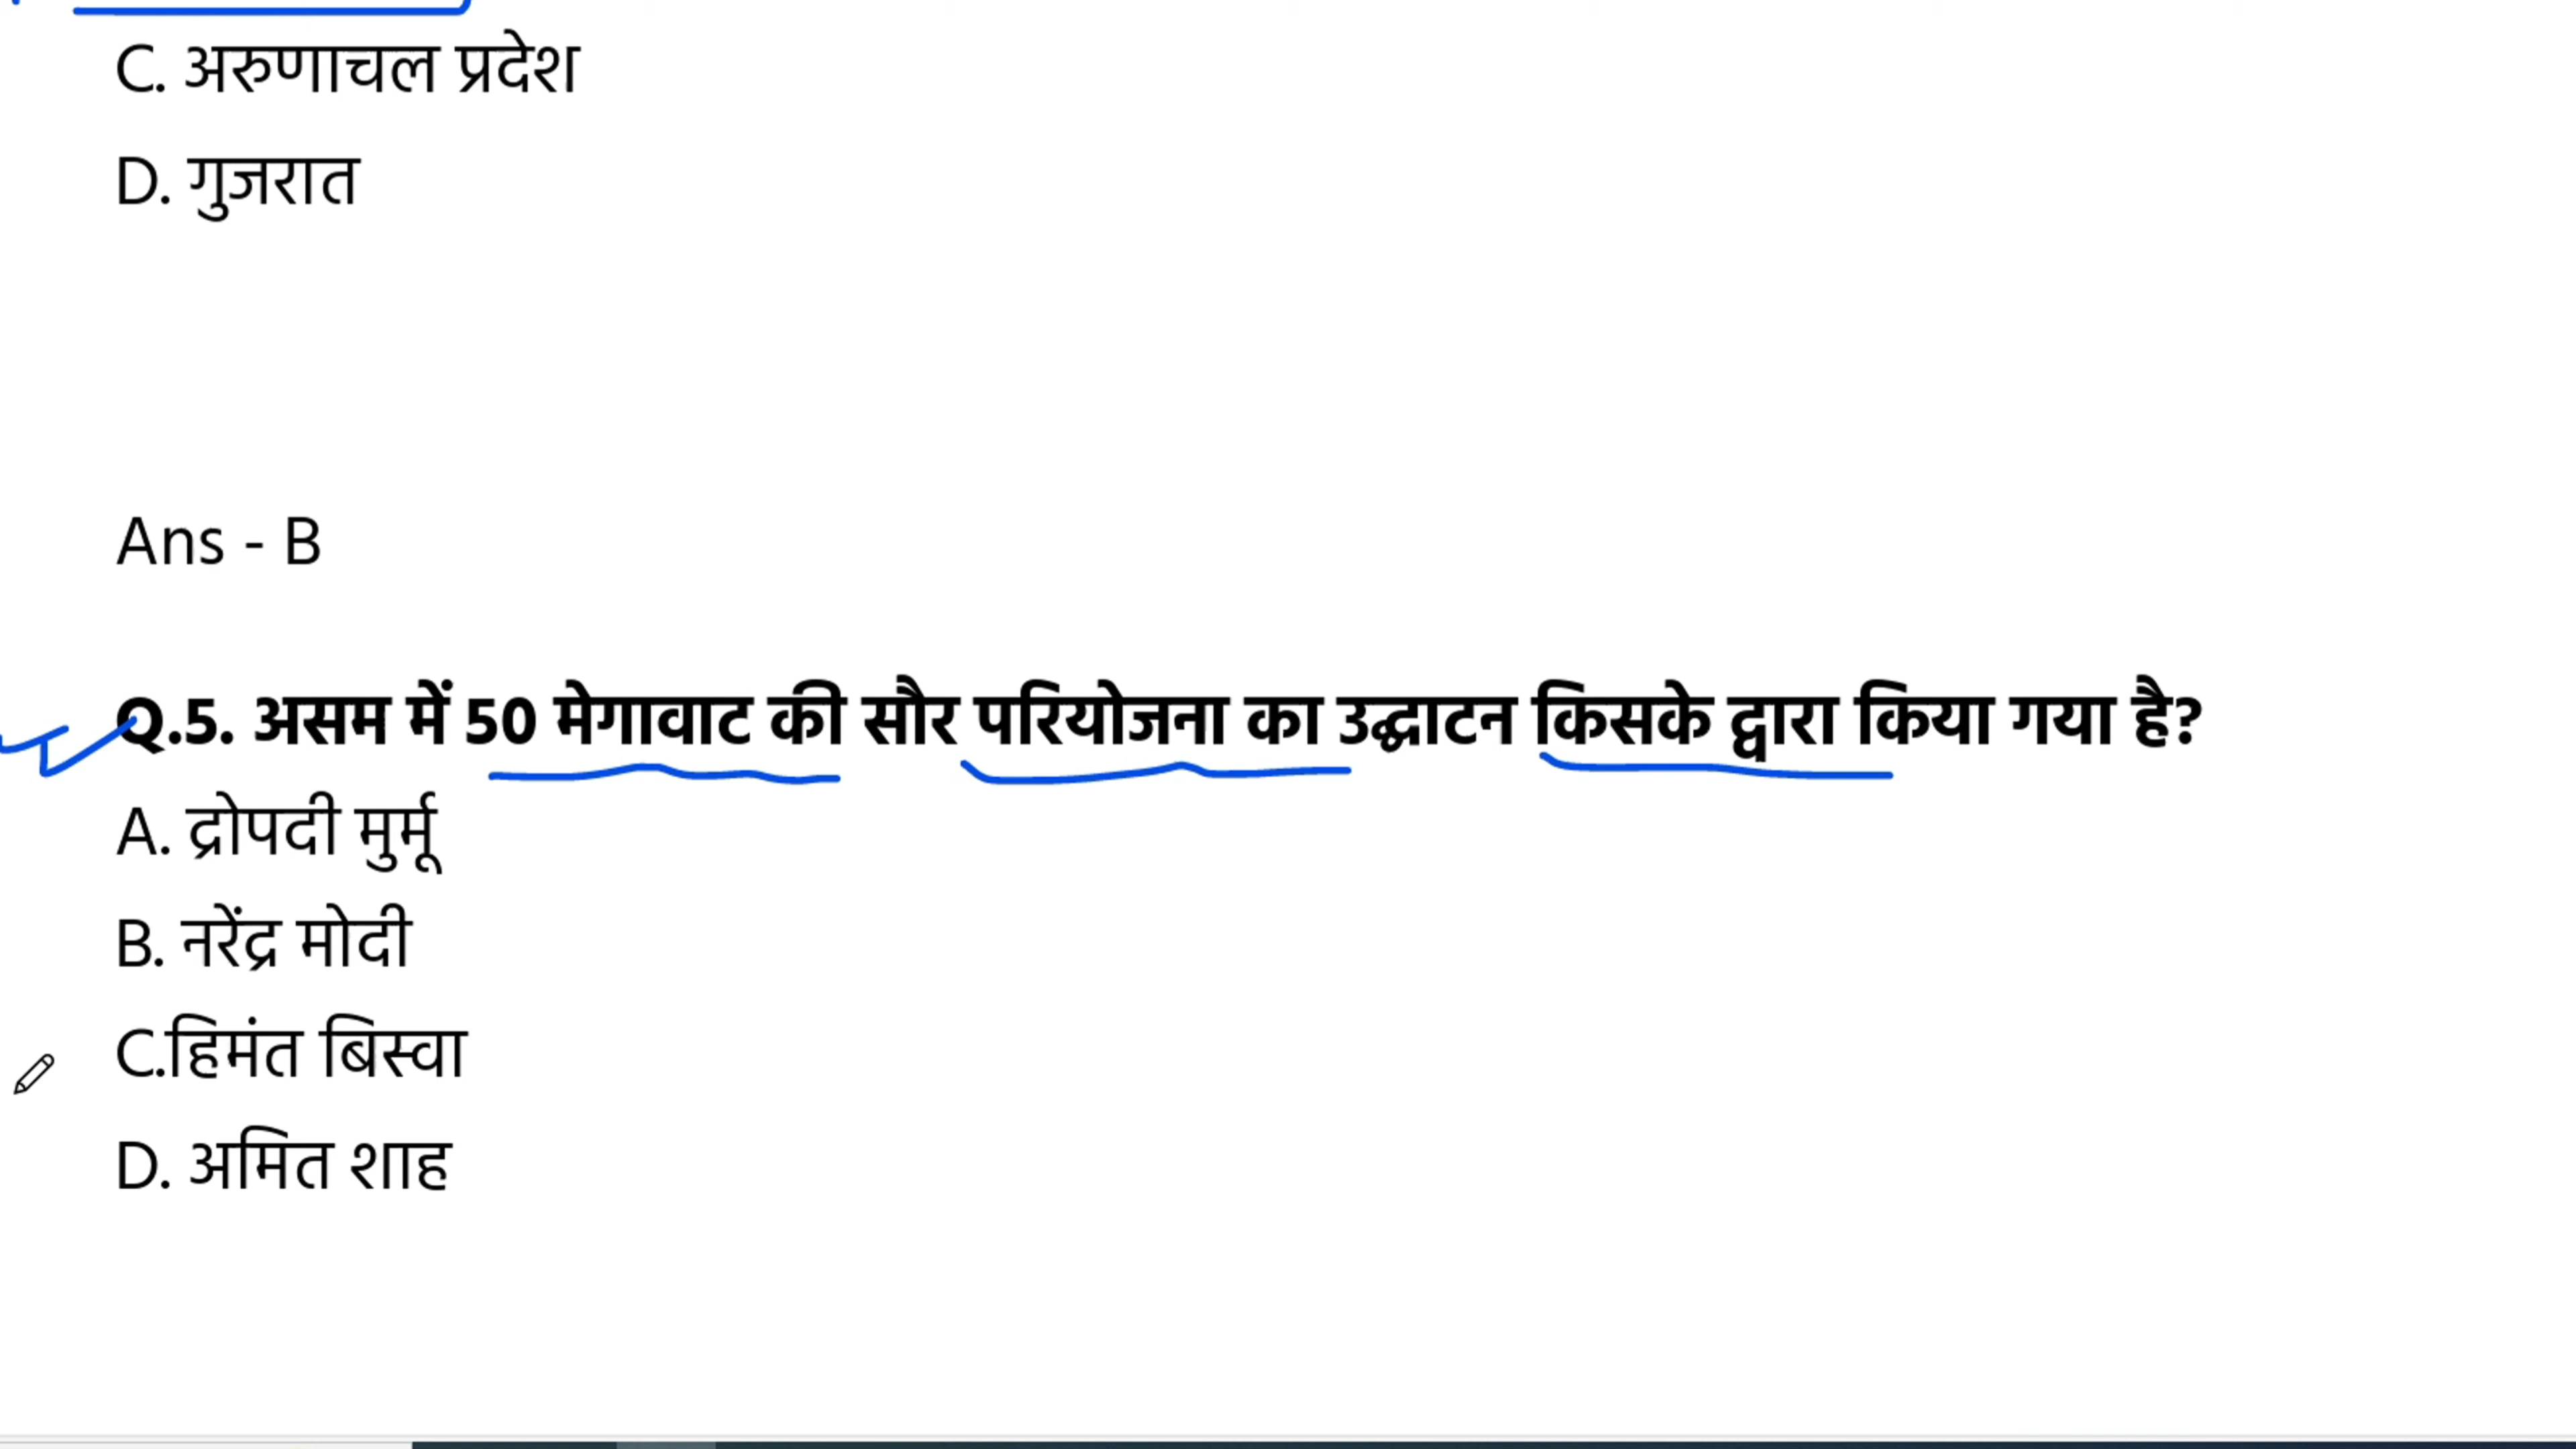 C. अरुणाचल प्रदेश
D. गुजरात
Ans - B
Q.5. असम में 50 मेगावाट की सौर परियोजना का उद्घाटन किसके द्वारा किया गया है?
A. द्रोपदी मुर्मू
B. नरेंद्र मोदी
C.हिमंत बिस्वा
D. अमित शाह